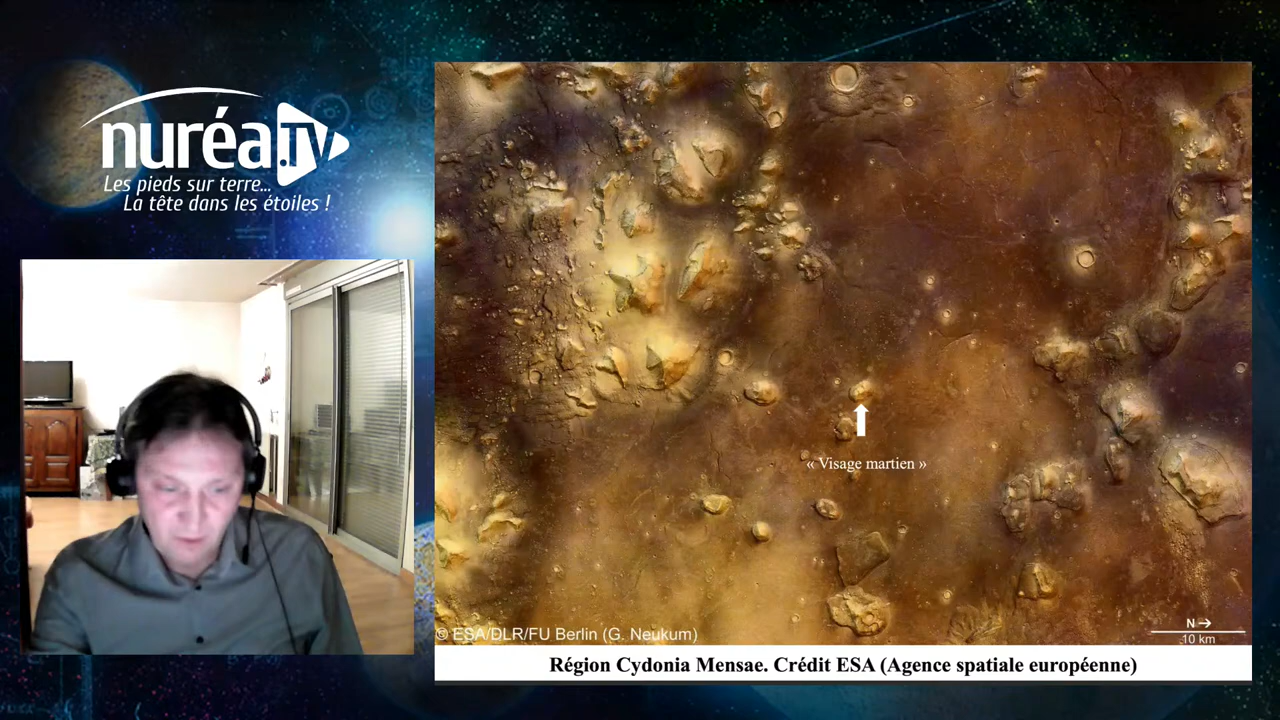 nuréa.TV
Les pieds sur terre...
La tête dans les étoiles !
« Visage martien »
N
10 km
© ESA/DLR/FU Berlin (G. Neukum)
Région Cydonia Mensae. Crédit ESA (Agence spatiale européenne)